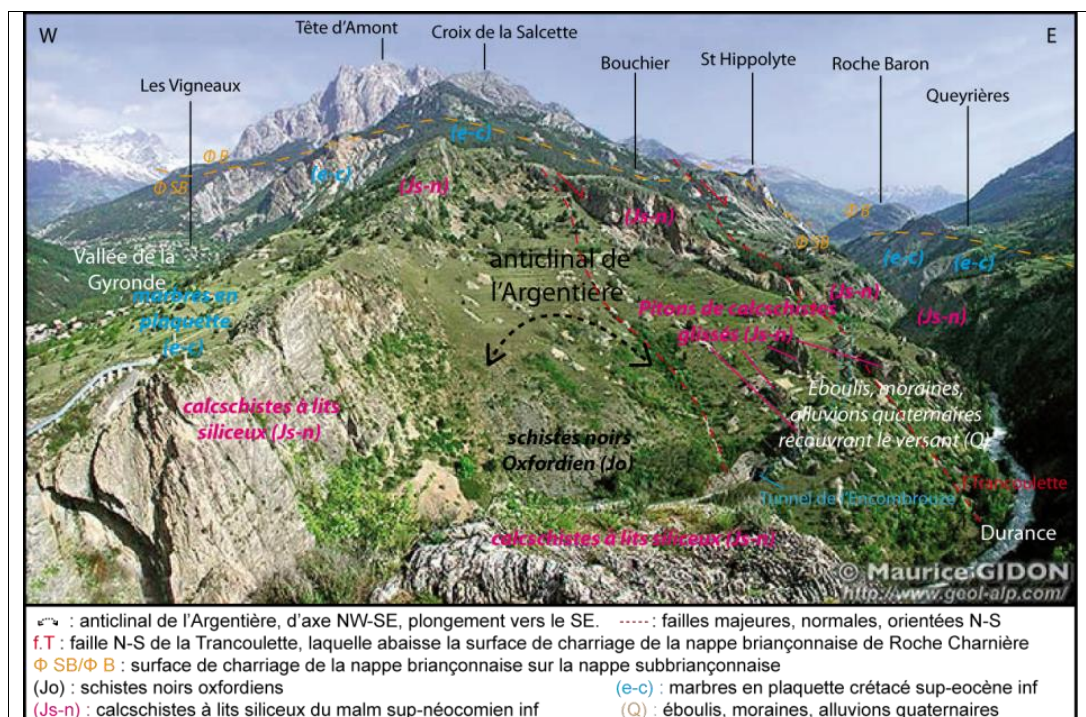 W
E
Tête d'Amont
Croix de la Salcette
Bouchier
St Hippolyte
Roche Baron
Queyrières
Les Vigneaux
Φ B
Φ SB
(e-c)
(e-c)
(Js-n)
(Js-n)
Φ B
Φ SB
(e-c)
(e-c)
(Js-n)
(Js-n)
Vallée de la
Gyronde
marbres en
plaquette
(e-c)
anticlinal de
l'Argentière
Pitons de calcschistes
glissés (Js-n)
calcschistes à lits
siliceux (Js-n)
Eboulis, moraines,
alluvions quaternaires
recouvrant le versant (Q)
schistes noirs
Oxfordien (Jo)
Tunnel de l'Encombrouze
f.Trancoulette
Durance
calcschistes à lits siliceux (Js-n)
© Maurice GIDON
http://www.geol-alp.com/
: anticlinal de l'Argentière, d'axe NW-SE, plongement vers le SE. ----- : failles majeures, normales, orientées N-S
f.T : faille N-S de la Trancoulette, laquelle abaisse la surface de charriage de la nappe briançonnaise de Roche Charnière
Φ SB/Φ B : surface de charriage de la nappe briançonnaise sur la nappe subbriançonnaise
(Jo) : schistes noirs oxfordiens (e-c) : marbres en plaquette crétacé sup-eocène inf
(Js-n) : calcschistes à lits siliceux du malm sup-néocomien inf (Q) : éboulis, moraines, alluvions quaternaires